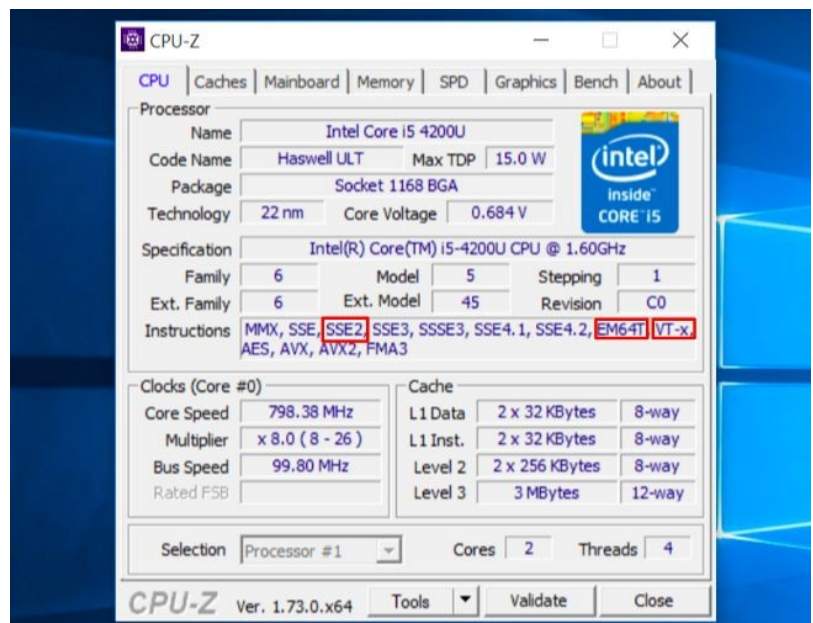 CPU-Z
CPU Caches Mainboard Memory SPD Graphics Bench About
Processor
Name Intel Core i5 4200U
Code Name Haswell ULT Max TDP 15.0 W
Package Socket 1168 BGA
Technology 22 nm Core Voltage 0.684 V
intel
inside™
CORE™ i5
Specification Intel(R) Core(TM) i5-4200U CPU @ 1.60GHz
Family 6 Model 5 Stepping 1
Ext. Family 6 Ext. Model 45 Revision C0
Instructions MMX, SSE, SSE2, SSE3, SSSE3, SSE4.1, SSE4.2, EM64T, VT-x,
AES, AVX, AVX2, FMA3
Clocks (Core #0) Cache
Core Speed 798.38 MHz L1 Data 2 x 32 KBytes 8-way
Multiplier x 8.0 ( 8 - 26 ) L1 Inst. 2 x 32 KBytes 8-way
Bus Speed 99.80 MHz Level 2 2 x 256 KBytes 8-way
Rated FSB Level 3 3 MBytes 12-way
Selection Processor #1 Cores 2 Threads 4
CPU-Z Ver. 1.73.0.x64 Tools Validate Close